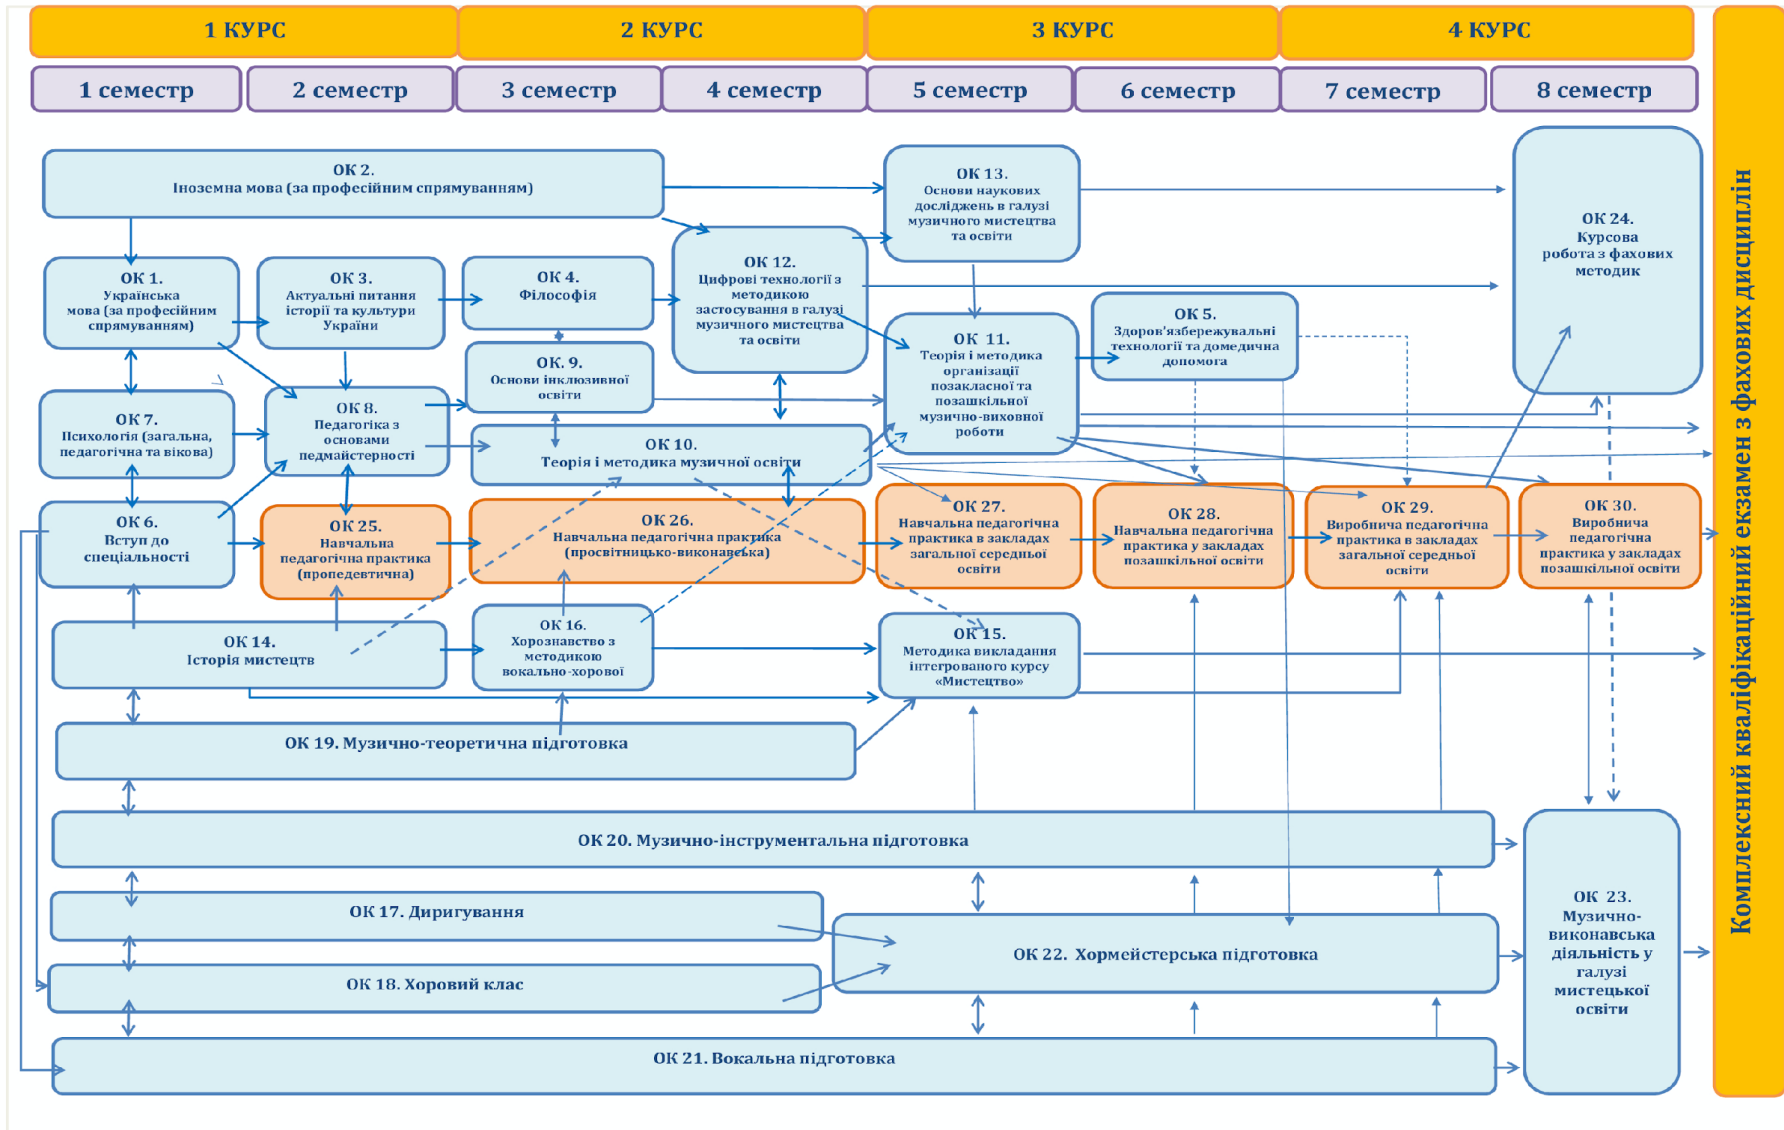 1 КУРС
2 КУРС
3 КУРС
4 КУРС
1 семестр
2 семестр
3 семестр
4 семестр
5 семестр
6 семестр
7 семестр
8 семестр
ОК 2.
Іноземна мова (за професійним спрямуванням)
ОК 13.
Основи наукових
досліджень в галузі
музичного мистецтва
та освіти
ОК 24.
Курсова
робота з фахових
методик
ОК 1.
Українська
мова (за професійним
спрямуванням)
ОК 3.
Актуальні питання
історії та культури
України
ОК 4.
Філософія
ОК 12.
Цифрові технології з
методикою
застосування в галузі
музичного мистецтва
та освіти
ОК 11.
Теорія і методика
організації
позакласної та
позашкільної
музично-виховної
роботи
ОК 5.
Здоров’язбережувальні
технології та домедична
допомога
ОК 9.
Основи інклюзивної
освіти
ОК 7.
Психологія (загальна,
педагогічна та вікова)
ОК 8.
Педагогіка з
основами
педмайстерності
ОК 10.
Теорія і методика музичної освіти
ОК 6.
Вступ до
спеціальності
ОК 25.
Навчальна
педагогічна практика
(пропедевтична)
ОК 26.
Навчальна педагогічна практика
(просвітницько-виконавська)
ОК 27.
Навчальна педагогічна
практика в закладах
загальної середньої
освіти
ОК 28.
Навчальна педагогічна
практика у закладах
позашкільної освіти
ОК 29.
Виробнича педагогічна
практика в закладах
загальної середньої
освіти
ОК 30.
Виробнича
педагогічна
практика у закладах
позашкільної освіти
ОК 14.
Історія мистецтв
ОК 16.
Хорознавство з
методикою
вокально-хорової
ОК 15.
Методика викладання
інтегрованого курсу
«Мистецтво»
ОК 19. Музично-теоретична підготовка
ОК 20. Музично-інструментальна підготовка
ОК 17. Диригування
ОК 18. Хоровий клас
ОК 22. Хормейстерська підготовка
ОК 21. Вокальна підготовка
ОК 23.
Музично-
виконавська
діяльність у
галузі
мистецької
освіти
Комплексний кваліфікаційний екзамен з фахових дисциплін